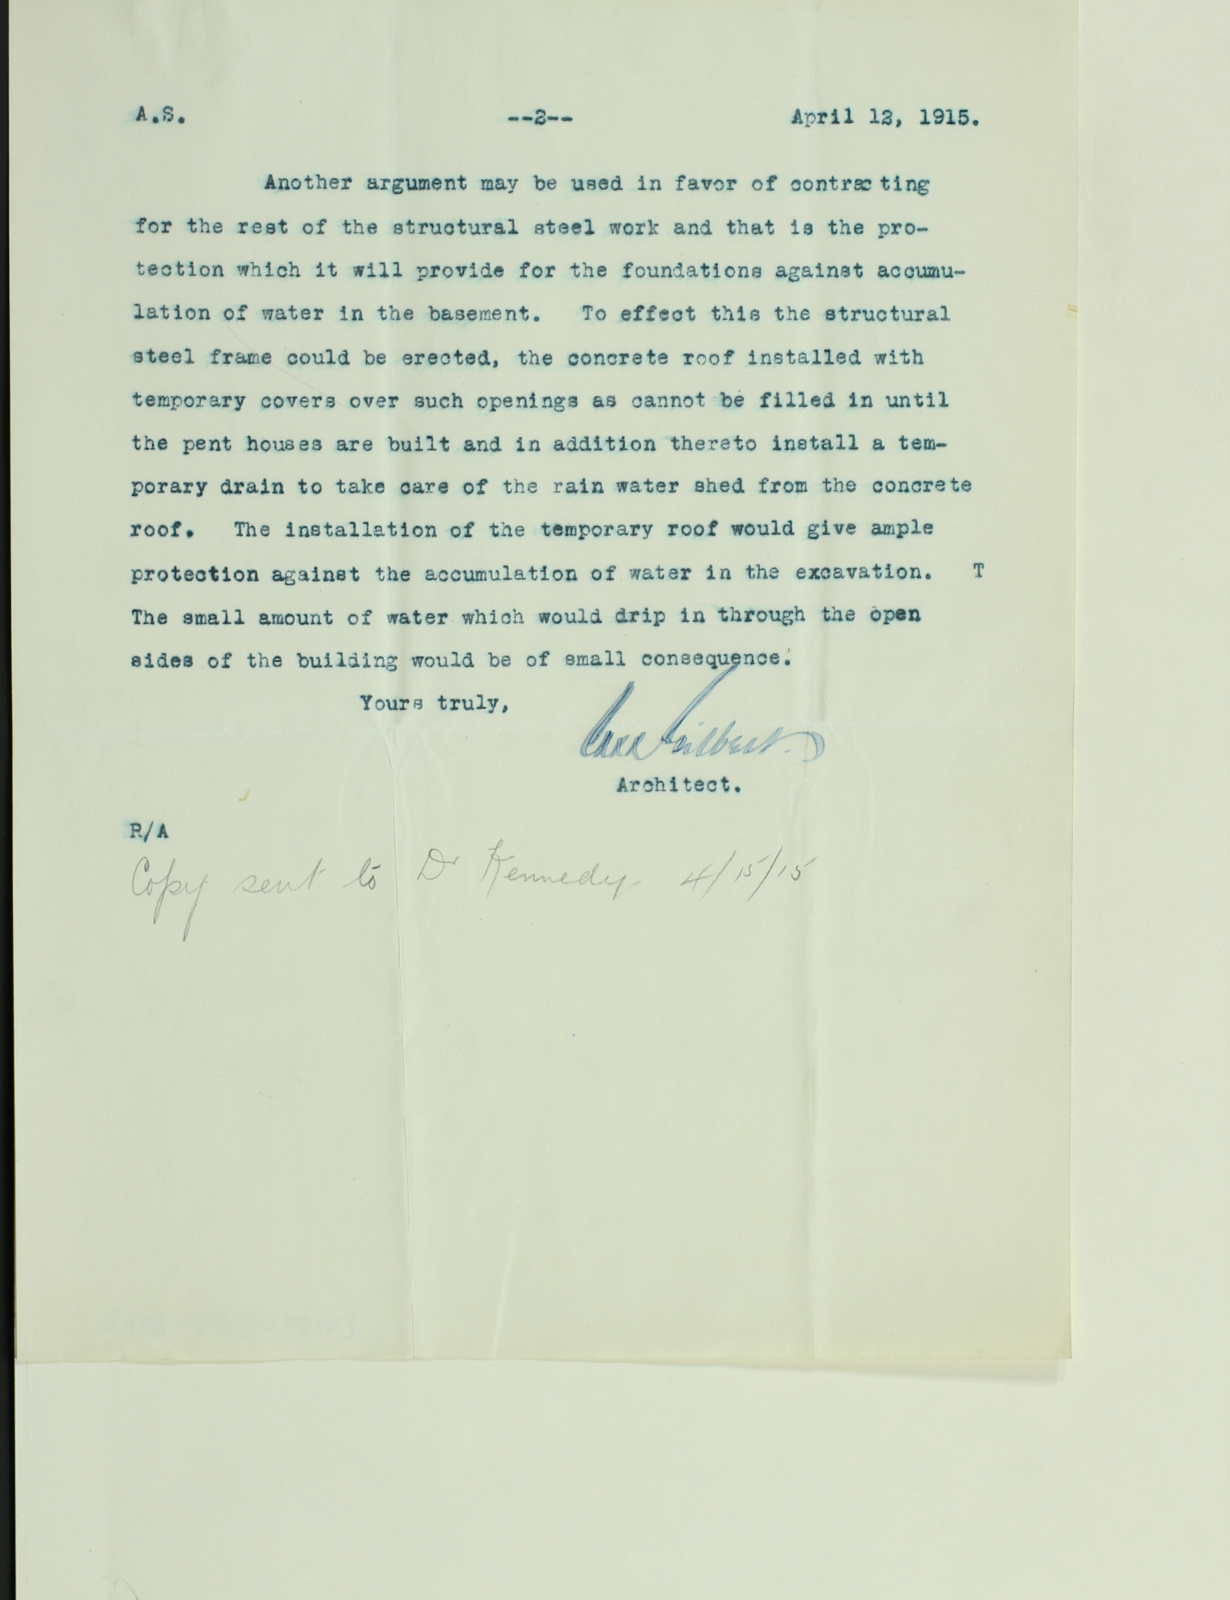 A.S. --2-- April 12, 1915.
Another argument may be used in favor of contracting
for the rest of the structural steel work and that is the pro-
tection which it will provide for the foundations against accumu-
lation of water in the basement. To effect this the structural
steel frame could be erected, the concrete roof installed with
temporary covers over such openings as cannot be filled in until
the pent houses are built and in addition thereto install a tem-
porary drain to take care of the rain water shed from the concrete
roof. The installation of the temporary roof would give ample
protection against the accumulation of water in the excavation. T
The small amount of water which would drip in through the open
sides of the building would be of small consequence.
Yours truly,
Cass Gilbert.
Architect.
R/A
Copy sent to Dr Kennedy- 4/15/15